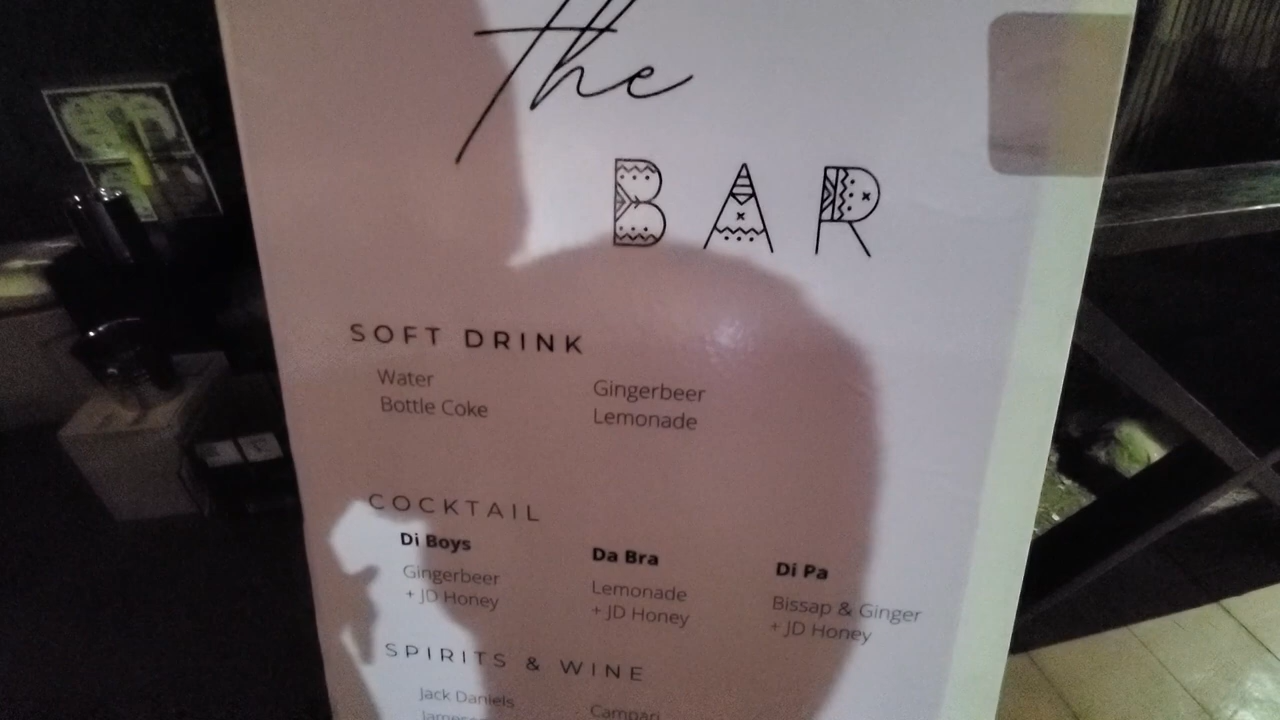 the
BAR
SOFT DRINK
Water
Bottle Coke
Gingerbeer
Lemonade
COCKTAIL
Di Boys
Gingerbeer
+ JD Honey
Da Bra
Lemonade
+ JD Honey
Di Pa
Bissap & Ginger
+ JD Honey
SPIRITS & WINE
Jack Daniels
Campari